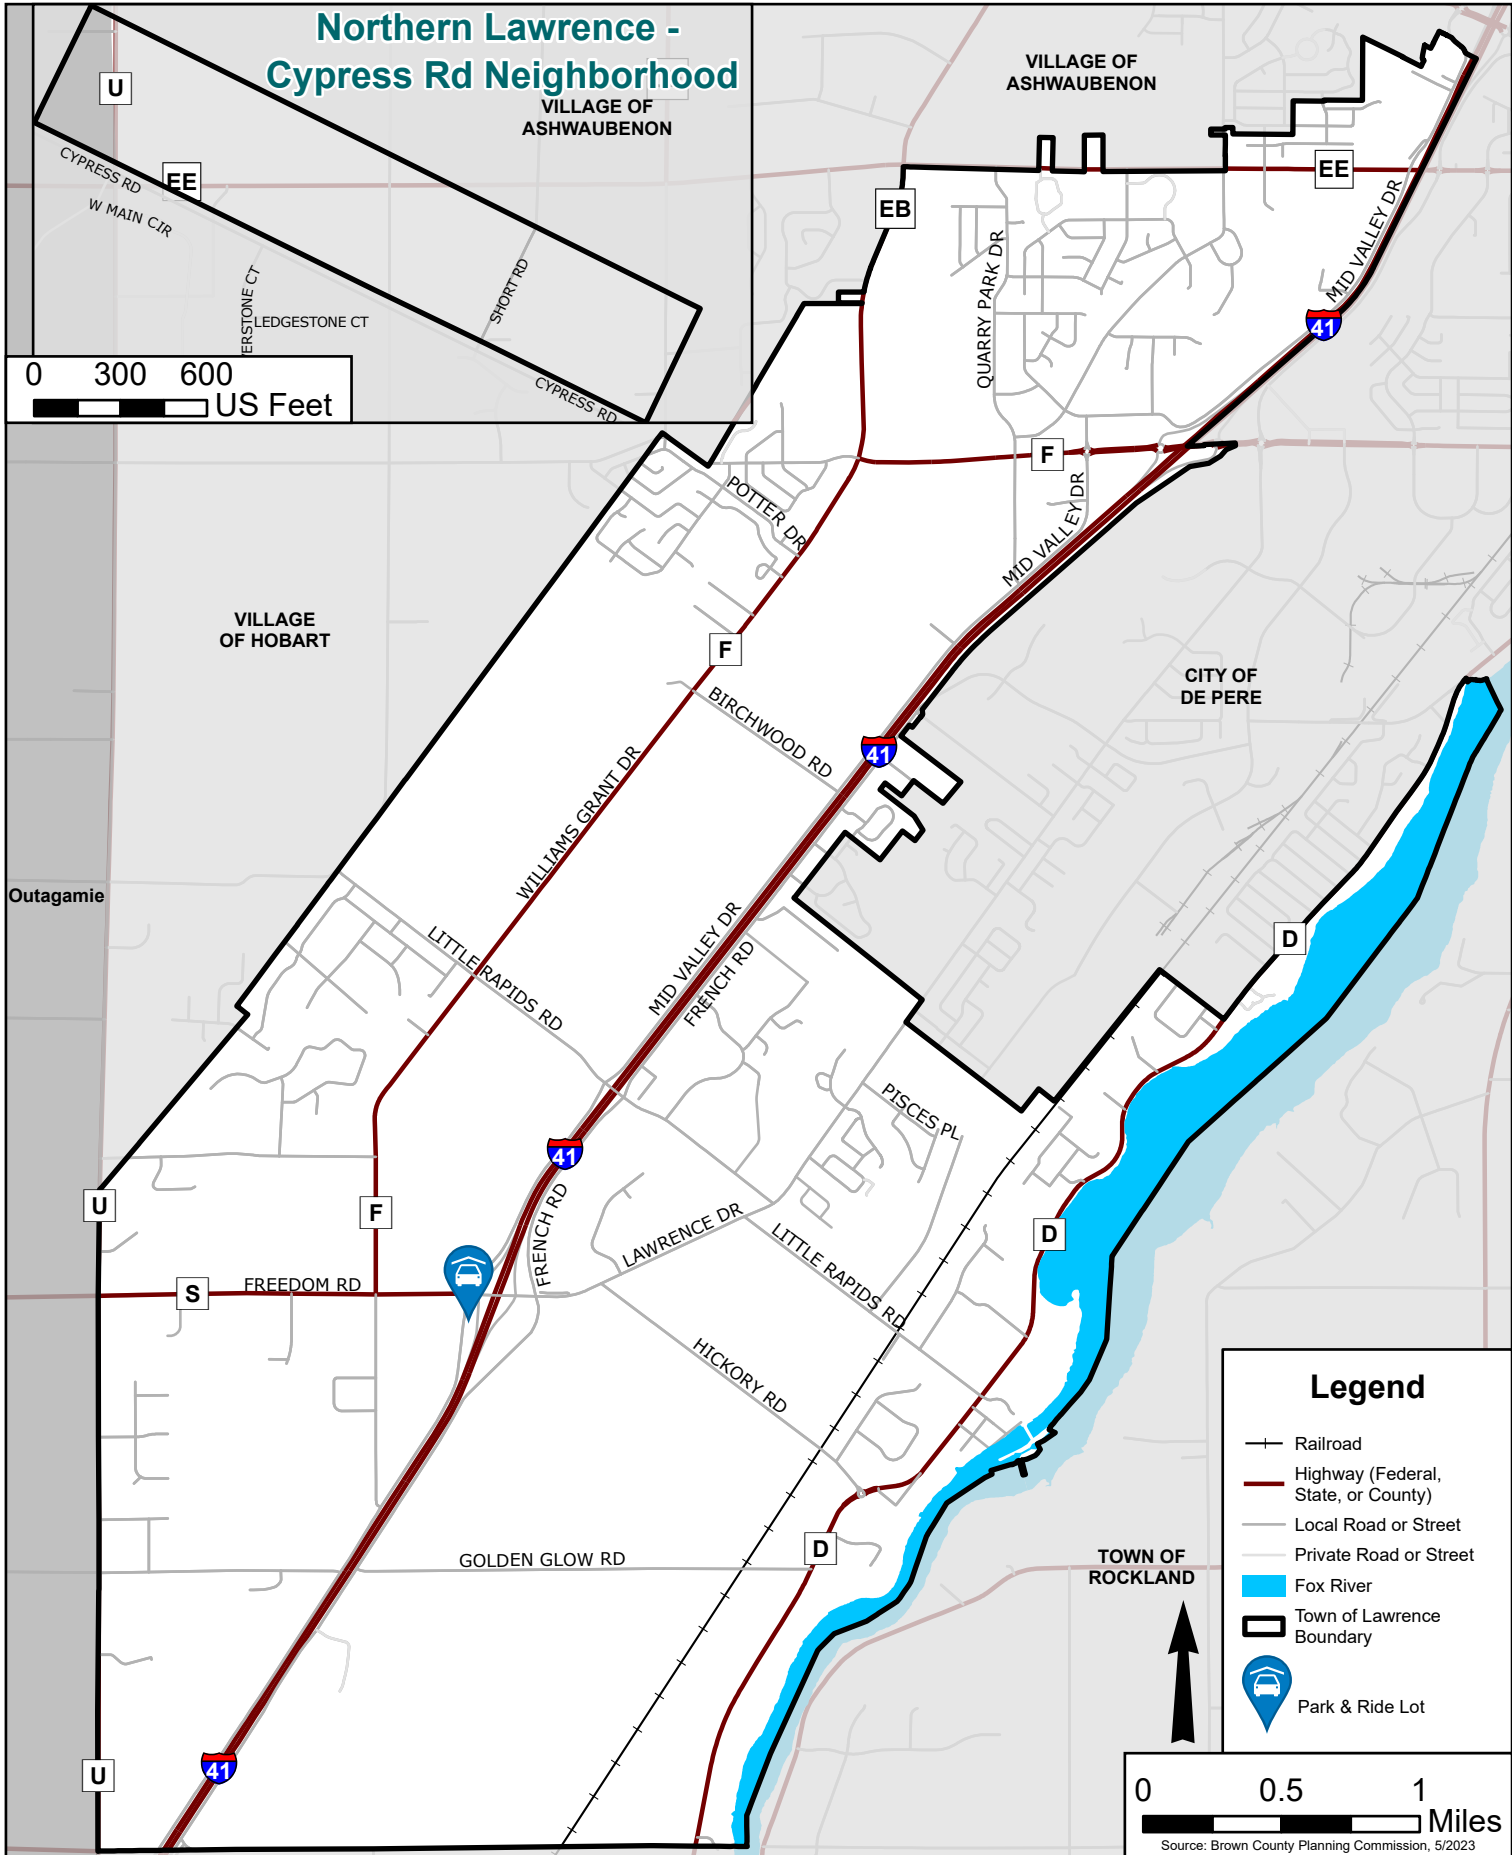 Northern Lawrence -
Cypress Rd Neighborhood
VILLAGE OF
ASHWAUBENON
U
EE
CYPRESS RD
W MAIN CIR
ERSTONE CT
LEDGESTONE CT
SHORT RD
CYPRESS RD
0 300 600
US Feet
VILLAGE OF
ASHWAUBENON
EE
EB
QUARRY PARK DR
MID VALLEY DR
41
F
MID VALLEY DR
POTTER DR
VILLAGE
OF HOBART
F
BIRCHWOOD RD
41
CITY OF
DE PERE
WILLIAMS GRANT DR
Outagamie
LITTLE RAPIDS RD
MID VALLEY DR
FRENCH RD
D
PISCES PL
41
U
F
FRENCH RD
LAWRENCE DR
LITTLE RAPIDS RD
D
S
FREEDOM RD
HICKORY RD
GOLDEN GLOW RD
D
TOWN OF
ROCKLAND
U
41
Legend
Railroad
Highway (Federal,
State, or County)
Local Road or Street
Private Road or Street
Fox River
Town of Lawrence
Boundary
Park & Ride Lot
0 0.5 1
Miles
Source: Brown County Planning Commission, 5/2023